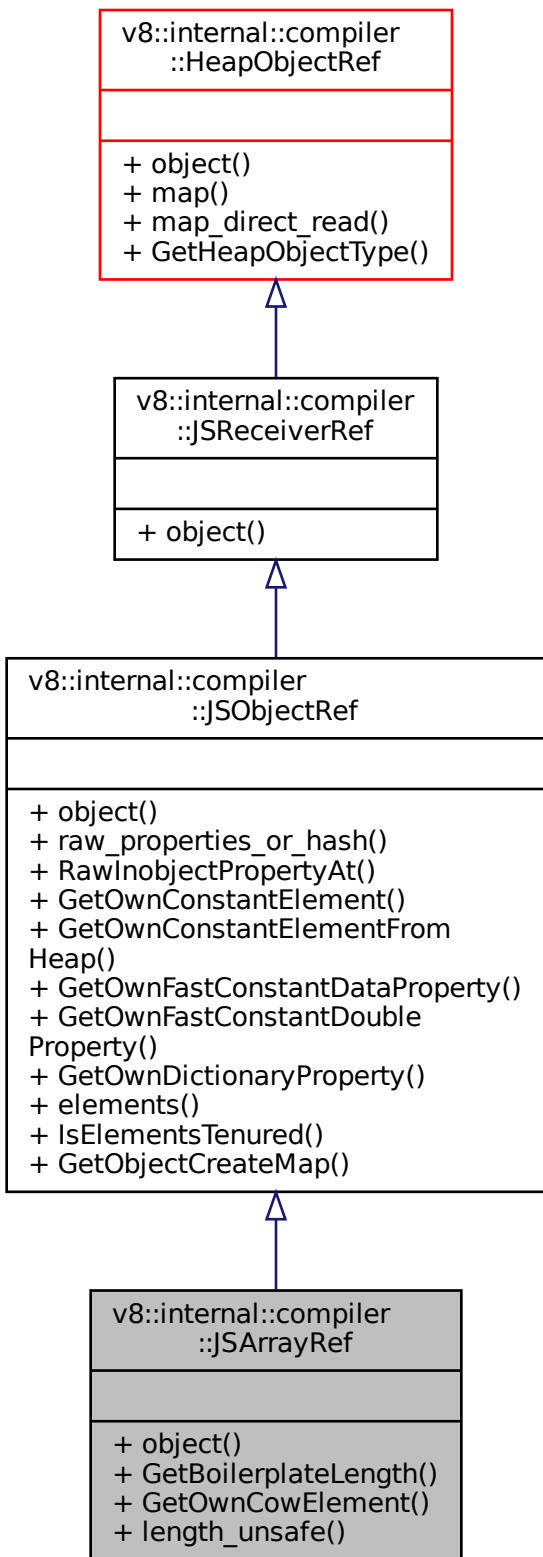 v8::internal::compiler
::HeapObjectRef
+ object()
+ map()
+ map_direct_read()
+ GetHeapObjectType()
v8::internal::compiler
::JSReceiverRef
+ object()
v8::internal::compiler
::JSObjectRef
+ object()
+ raw_properties_or_hash()
+ RawInobjectPropertyAt()
+ GetOwnConstantElement()
+ GetOwnConstantElementFrom
Heap()
+ GetOwnFastConstantDataProperty()
+ GetOwnFastConstantDouble
Property()
+ GetOwnDictionaryProperty()
+ elements()
+ IsElementsTenured()
+ GetObjectCreateMap()
v8::internal::compiler
::JSArrayRef
+ object()
+ GetBoilerplateLength()
+ GetOwnCowElement()
+ length_unsafe()